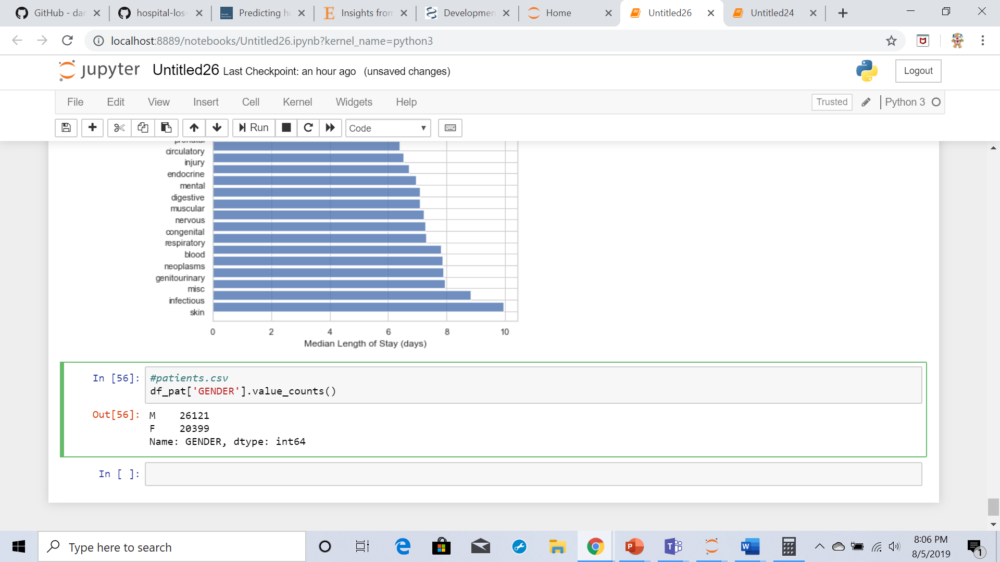 GitHub - dar
hospital-los-
Predicting ho
Insights from
Developmen
Home
Untitled26
Untitled24
localhost:8889/notebooks/Untitled26.ipynb?kernel_name=python3
jupyter Untitled26 Last Checkpoint: an hour ago (unsaved changes)
Logout
File Edit View Insert Cell Kernel Widgets Help
Trusted Python 3
Run Code
prenatal
circulatory
injury
endocrine
mental
digestive
muscular
nervous
congenital
respiratory
blood
neoplasms
genitourinary
misc
infectious
skin
0 2 4 6 8 10
Median Length of Stay (days)
In [56]: #patients.csv
df_pat['GENDER'].value_counts()
Out[56]: M 26121
F 20399
Name: GENDER, dtype: int64
In [ ]:
Type here to search
8:06 PM
8/5/2019
1